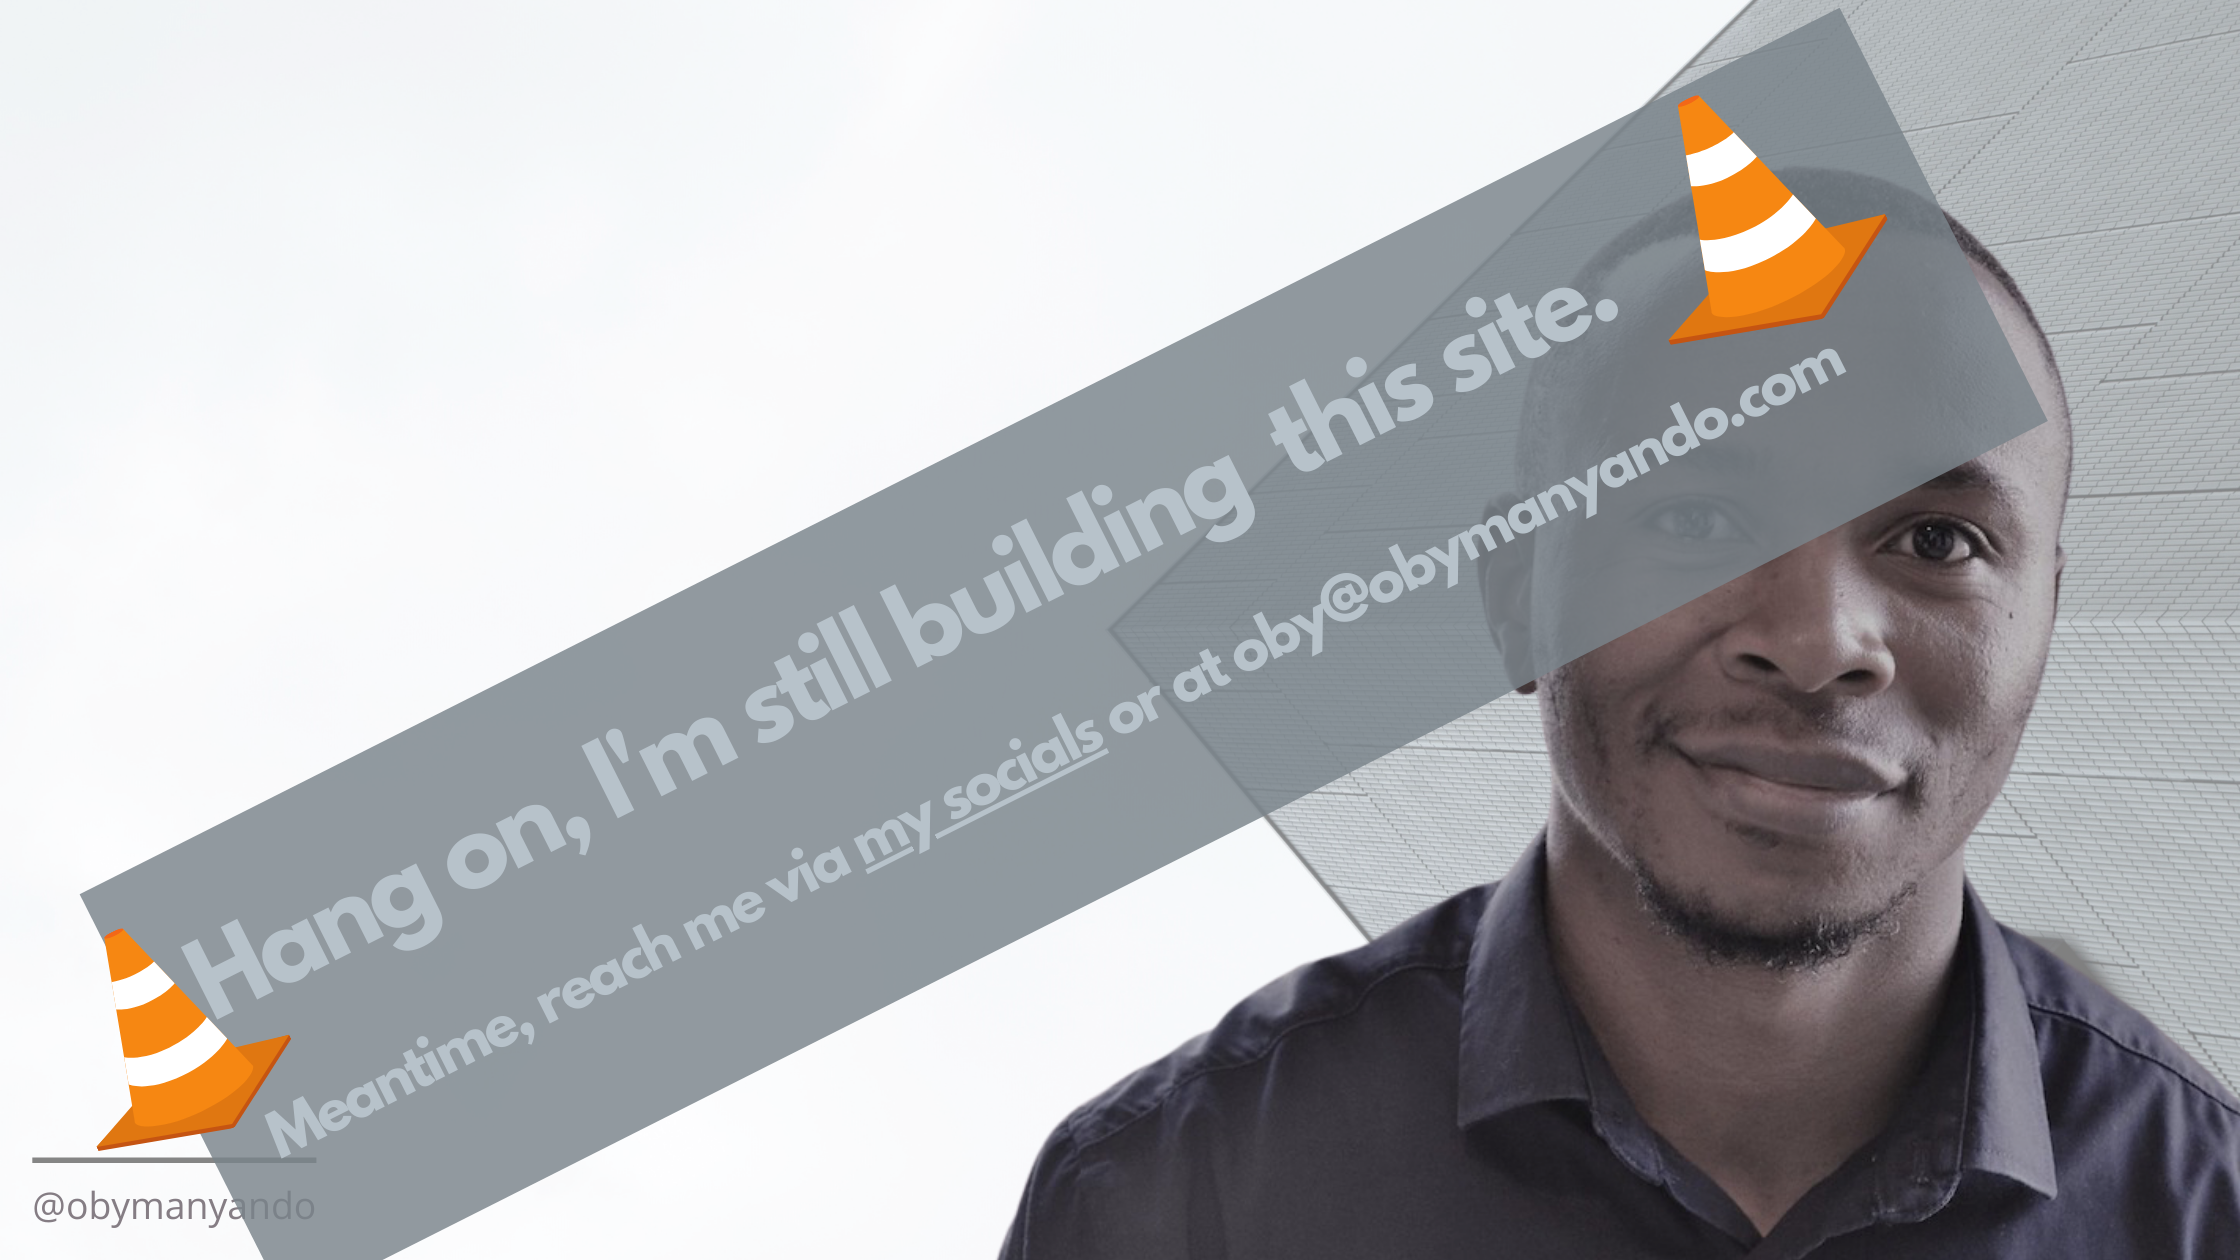 Hang on, I'm still building this site.
Meantime, reach me via my socials or at oby@obymanyando.com
@obymanyando